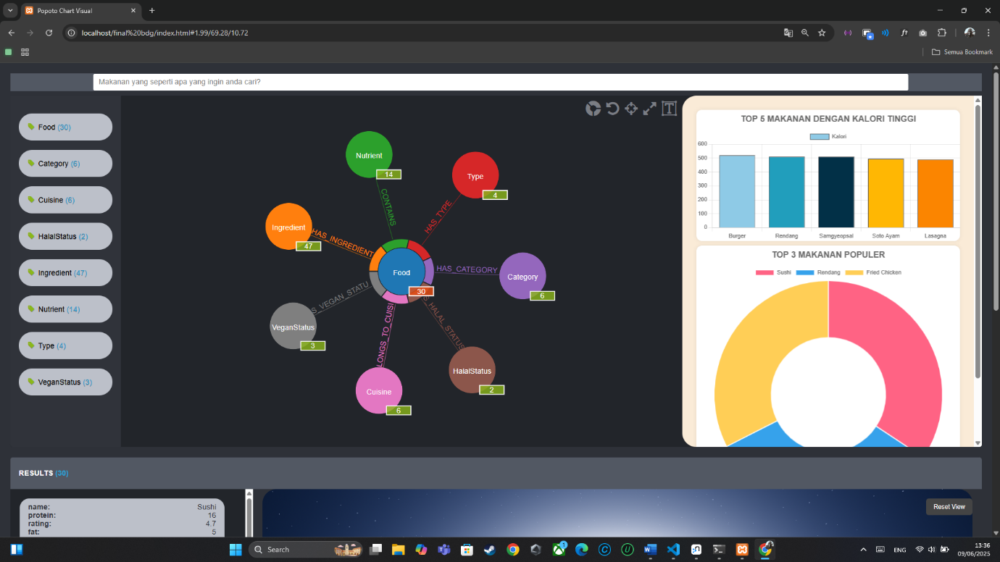 Popoto Chart Visual
localhost/final%20bdg/index.html#1.99/69.28/10.72
Semua Bookmark
Makanan yang seperti apa yang ingin anda cari?
Food (30)
Category (6)
Cuisine (6)
HalalStatus (2)
Ingredient (47)
Nutrient (14)
Type (4)
VeganStatus (3)
Nutrient
14
Type
4
CONTAINS
HAS_TYPE
Ingredient
47
HAS_INGREDIENT
Food
30
HAS_CATEGORY
Category
6
S_VEGAN_STATU
VeganStatus
3
S_HALAL_STATUS
HalalStatus
2
LONGS_TO_CUISI
Cuisine
6
TOP 5 MAKANAN DENGAN KALORI TINGGI
Kalori
600
500
400
300
200
100
0
Burger Rendang Samgyeopsal Soto Ayam Lasagna
TOP 3 MAKANAN POPULER
Sushi Rendang Fried Chicken
RESULTS (30)
name: Sushi
protein: 16
rating: 4.7
fat: 5
Reset View
Search
1
ENG
13:36
09/06/2025